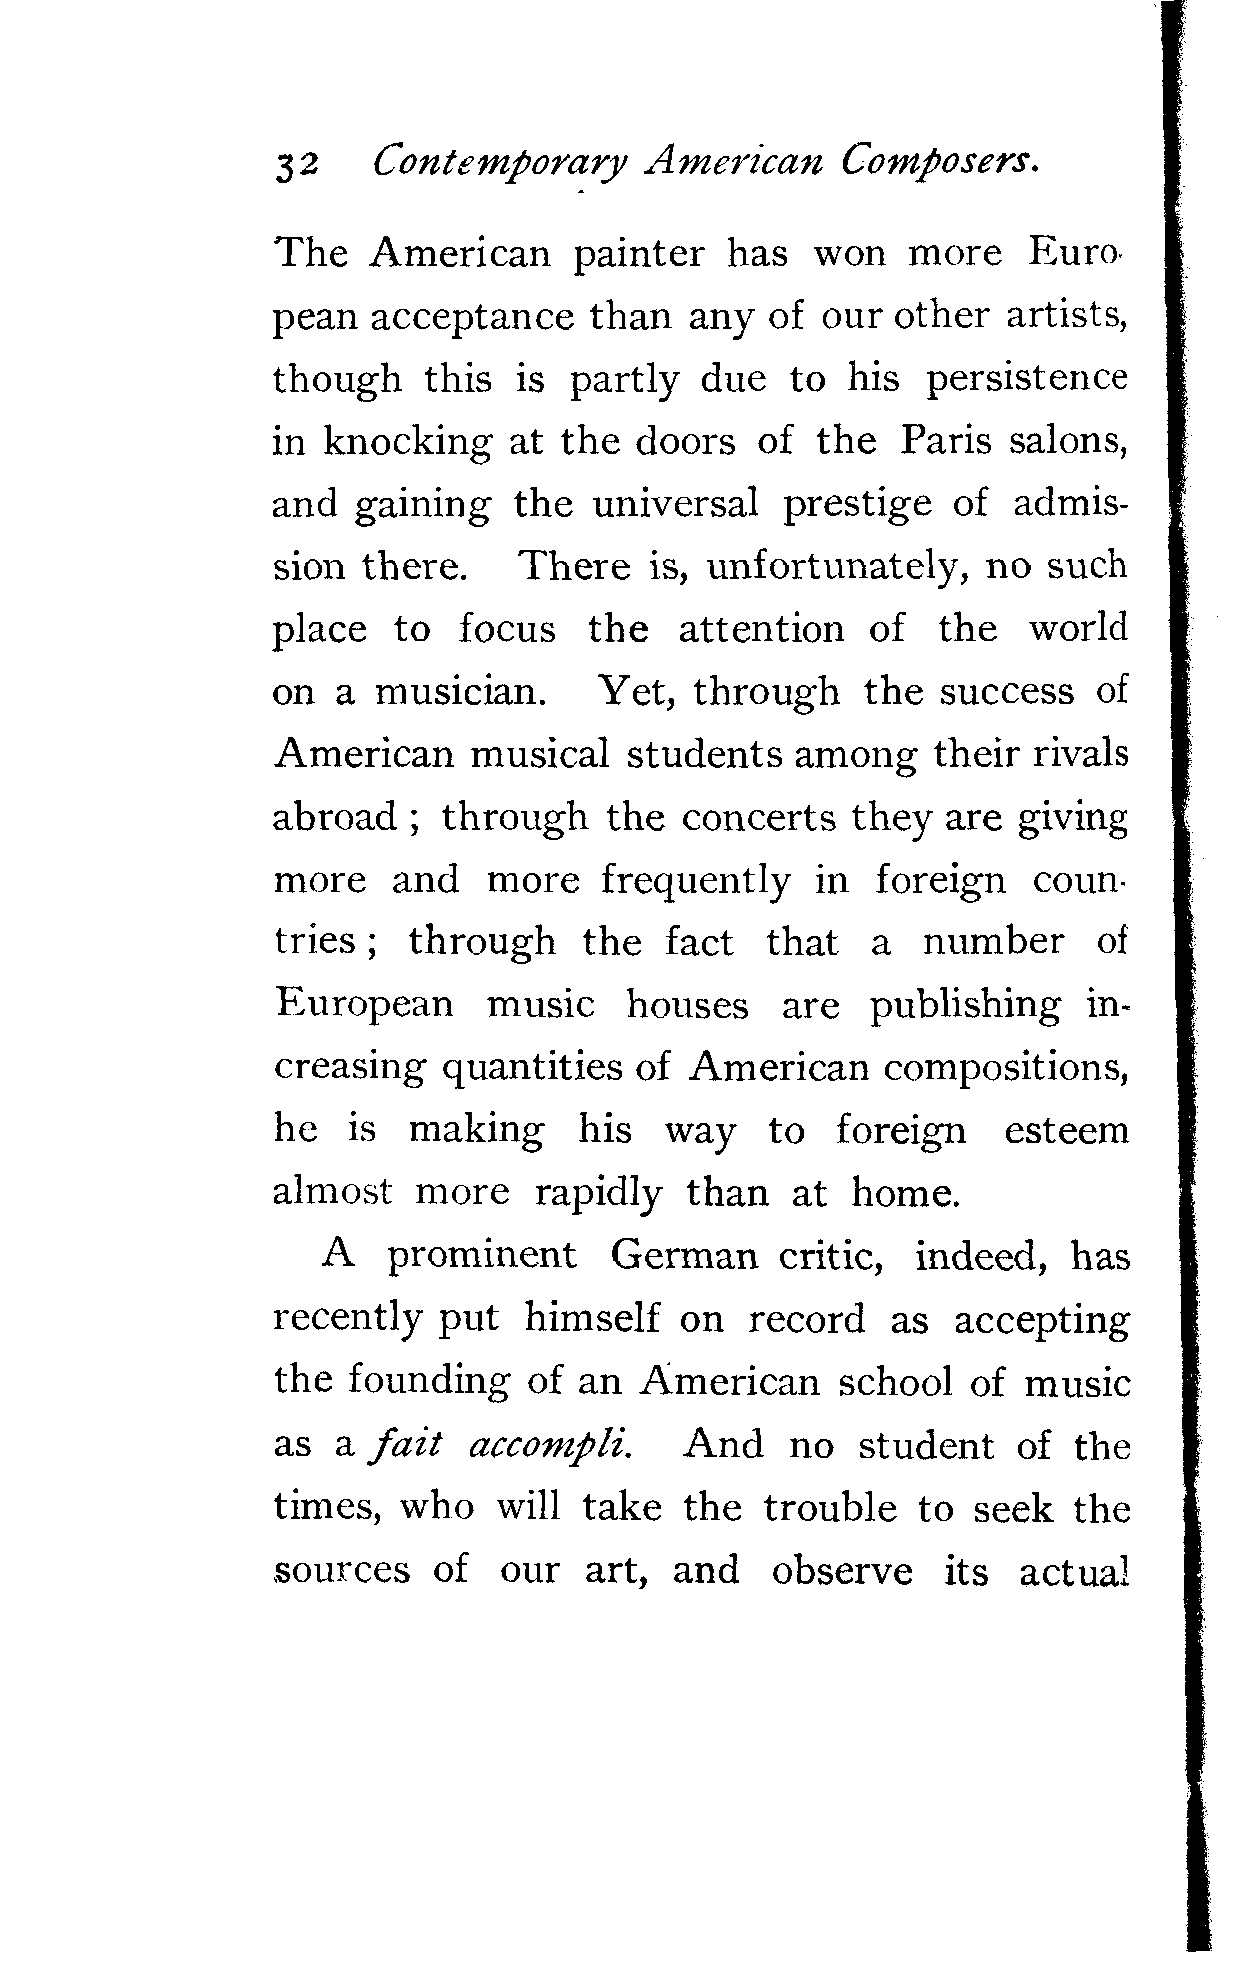 32 Contemporary American Composers.
The American painter has won more Euro-
pean acceptance than any of our other artists,
though this is partly due to his persistence
in knocking at the doors of the Paris salons,
and gaining the universal prestige of admis-
sion there. There is, unfortunately, no such
place to focus the attention of the world
on a musician. Yet, through the success of
American musical students among their rivals
abroad ; through the concerts they are giving
more and more frequently in foreign coun-
tries ; through the fact that a number of
European music houses are publishing in-
creasing quantities of American compositions,
he is making his way to foreign esteem
almost more rapidly than at home.
A prominent German critic, indeed, has
recently put himself on record as accepting
the founding of an American school of music
as a fait accompli. And no student of the
times, who will take the trouble to seek the
sources of our art, and observe its actual